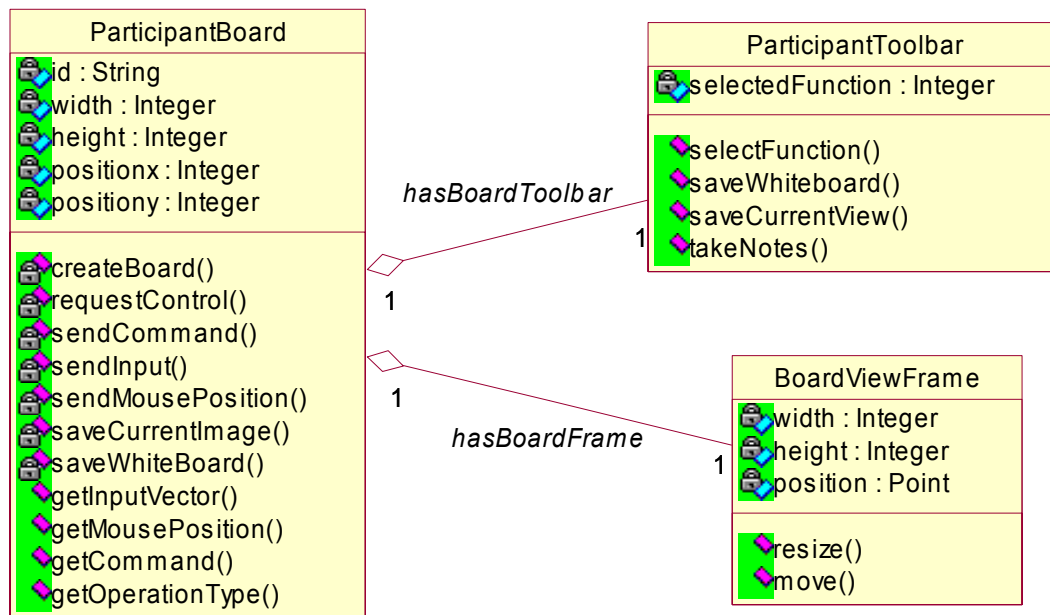 ParticipantBoard
id : String
width : Integer
height : Integer
positionx : Integer
positiony : Integer
createBoard()
requestControl()
sendCommand()
sendInput()
sendMousePosition()
saveCurrentImage()
saveWhiteBoard()
getInputVector()
getMousePosition()
getCommand()
getOperationType()
hasBoardToolbar
1
1
ParticipantToolbar
selectedFunction : Integer
selectFunction()
saveWhiteboard()
saveCurrentView()
takeNotes()
1
hasBoardFrame
1
BoardViewFrame
width : Integer
height : Integer
position : Point
resize()
move()